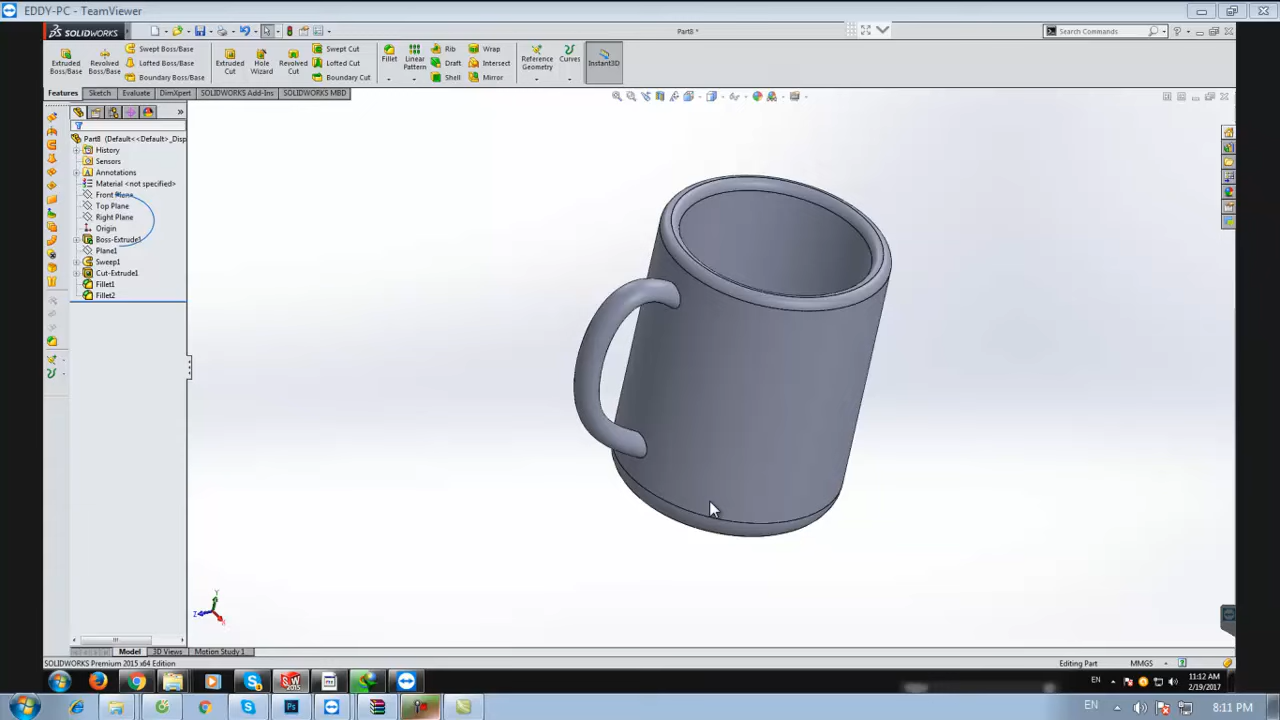 EDDY-PC - TeamViewer
SOLIDWORKS
Part8 *
Search Commands
Extruded Boss/Base
Revolved Boss/Base
Swept Boss/Base
Lofted Boss/Base
Boundary Boss/Base
Extruded Cut
Hole Wizard
Revolved Cut
Swept Cut
Lofted Cut
Boundary Cut
Fillet
Linear Pattern
Rib
Draft
Shell
Wrap
Intersect
Mirror
Reference Geometry
Curves
Instant3D
Features
Sketch
Evaluate
DimXpert
SOLIDWORKS Add-Ins
SOLIDWORKS MBD
Part8 (Default<<Default>_Disp
History
Sensors
Annotations
Material <not specified>
Front Plane
Top Plane
Right Plane
Origin
Boss-Extrude1
Plane1
Sweep1
Cut-Extrude1
Fillet1
Fillet2
Y
Z
X
Model
3D Views
Motion Study 1
SOLIDWORKS Premium 2015 x64 Edition
Editing Part
MMGS
EN
11:12 AM
2/19/2017
EN
8:11 PM